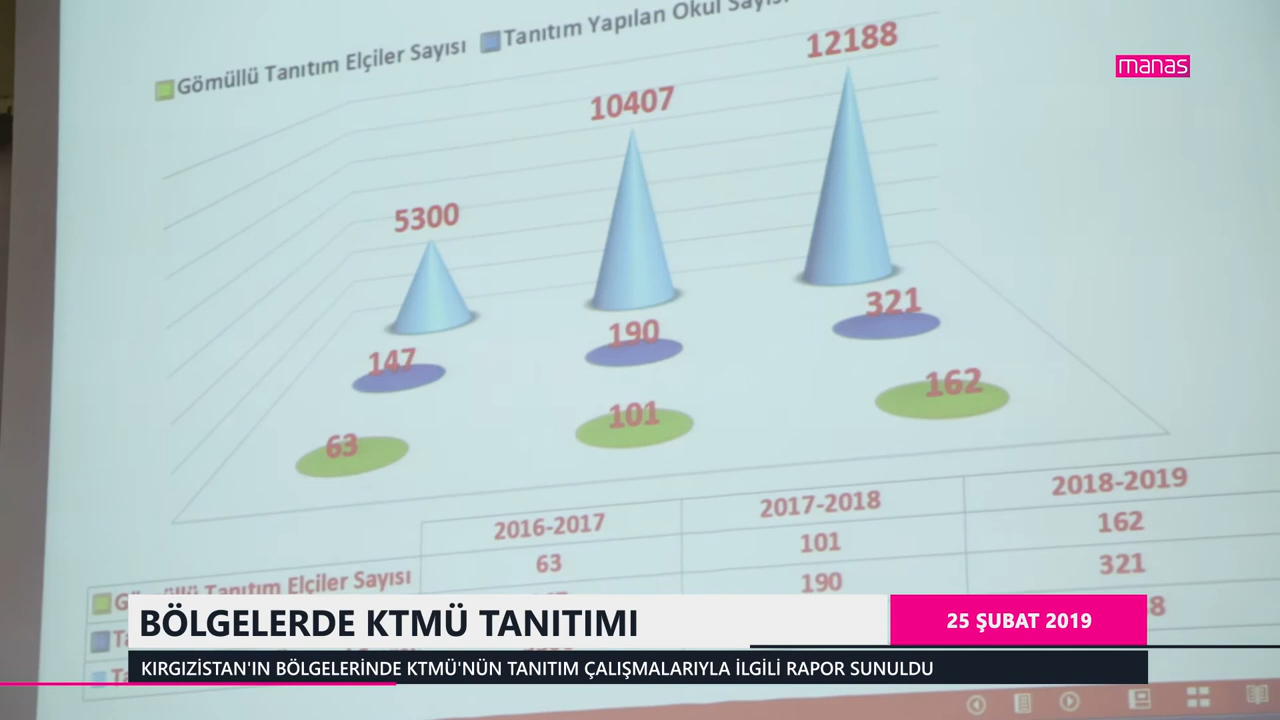 Gömüllü Tanıtım Elçiler Sayısı
Tanıtım Yapılan Okul Sayısı
manas
12188
10407
5300
321
190
147
162
101
63
2016-2017 2017-2018 2018-2019
Gömüllü Tanıtım Elçiler Sayısı 63 101 162
190 321
BÖLGELERDE KTMÜ TANITIMI
25 ŞUBAT 2019
KIRGIZİSTAN'IN BÖLGELERİNDE KTMÜ'NÜN TANITIM ÇALIŞMALARIYLA İLGİLİ RAPOR SUNULDU